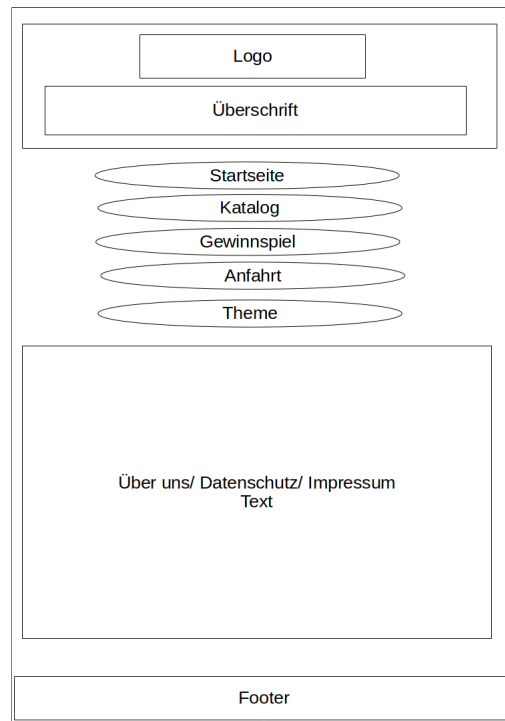 Logo
Überschrift
Startseite
Katalog
Gewinnspiel
Anfahrt
Theme
Über uns/ Datenschutz/ Impressum
Text
Footer